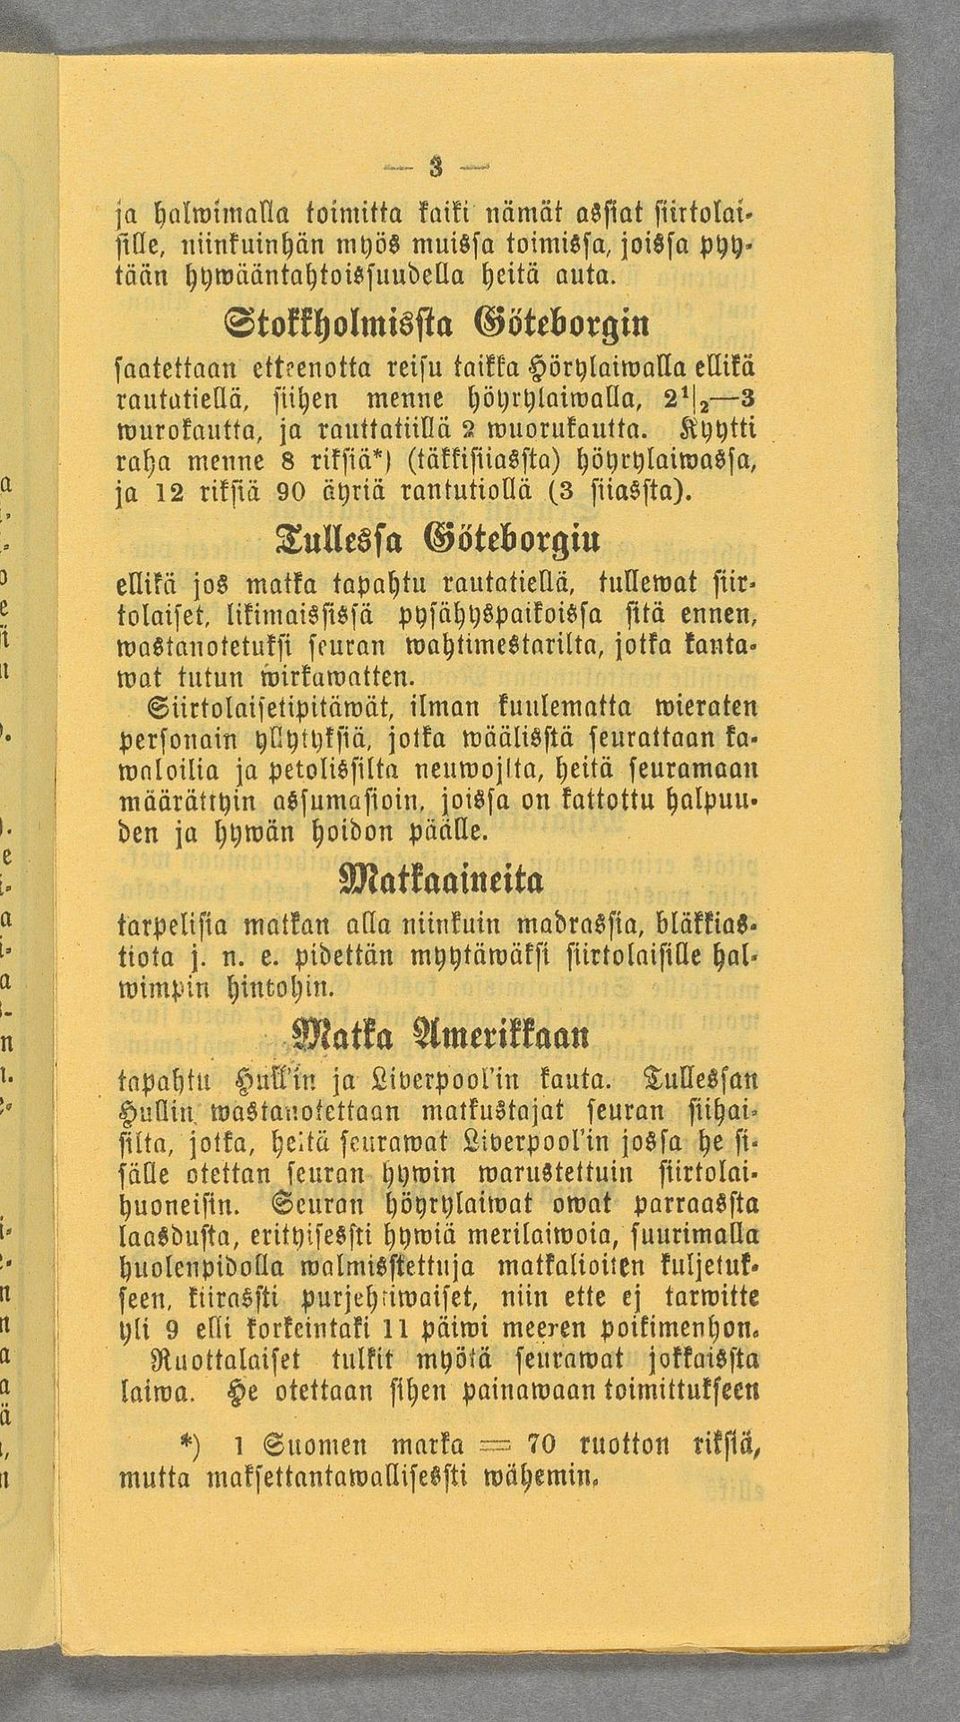 — 3 —
ja halwimalla toimitta kaiki nämät assiat siirtolai-
sille, niinkuinhän myös muissa toimissa, joissa pyy-
tään hywääntahtoissuudella heitä auta.
Stokkholmissta Göteborgin
saatettaan etteenotta reisu taikka Hörylaiwalla ellikä
rautatiellä, siihen menne höyrylaiwalla, 2 1|2—3
wurokautta, ja rauttatiillä 2 wuorukautta. Kyytti
raha menne 8 riksiä*) (täkkisiiassta) höyrylaiwassa,
ja 12 riksiä 90 äyriä rantutiollä (3 siiassta).
Tullessa Göteborgiu
ellikä jos matka tapahtu rautatiellä, tullewat siir-
tolaiset, likimaississä pysähyspaikoissa sitä ennen,
wastanotetuksi seuran wahtimestarilta, jotka kanta-
wat tutun wirkawatten.
Siirtolaisetipitäwät, ilman kuulematta wieraten
personain yllytyksiä, jotka wäälisstä seurattaan ka-
waloilia ja petolissilta neuwojlta, heitä seuramaan
määrättyin assumasioin, joissa on kattottu halpuu-
den ja hywän hoidon päälle.
Matkaaineita
tarpelisia matkan alla niinkuin madrassia, bläkkias-
tiota j. n. e. pidettän myytäwäksi siirtolaisille hal-
wimpin hintohin.
Matka Amerikkaan
tapahtu Hull'in ja Liverpool'in kauta. Tullessan
Hullin wastanotettaan matkustajat seuran siihai-
silta, jotka, heitä seurawat Liverpool'in jossa he si-
sälle otettan seuran hywin warustettuin siirtolai-
huoneisin. Seuran höyrylaiwat owat parraassta
laasdusta, erityisessti hywiä merilaiwoia, suurimalla
huolenpidolla walmisstettuja matkalioiten kuljetuk-
seen, kiirassti purjehtiwaiset, niin ette ej tarwitte
yli 9 elli korkeintaki 11 päiwi meeren poikimenhon.
Ruottalaiset tulkit myötä seurawat jokkaissta
laiwa. He otettaan sihen painawaan toimittukseen
*) 1 Suomen marka = 70 ruotton riksiä,
mutta maksettantawallisessti wähemin.